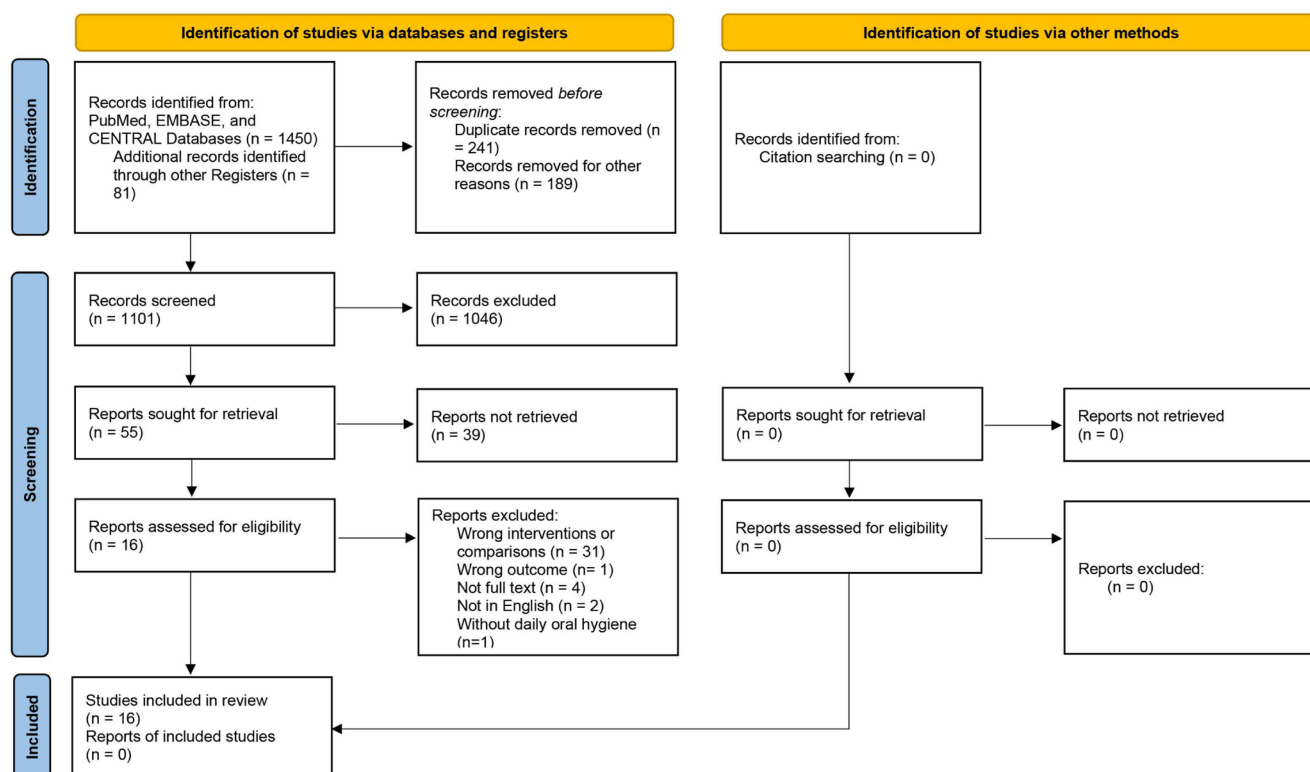 Identification of studies via databases and registers
Identification of studies via other methods
Identification
Records identified from:
PubMed, EMBASE, and
CENTRAL Databases (n = 1450)
Additional records identified
through other Registers (n =
81)
Records removed before
screening:
Duplicate records removed (n
= 241)
Records removed for other
reasons (n = 189)
Records identified from:
Citation searching (n = 0)
Screening
Records screened
(n = 1101)
Records excluded
(n = 1046)
Reports sought for retrieval
(n = 55)
Reports not retrieved
(n = 39)
Reports sought for retrieval
(n = 0)
Reports not retrieved
(n = 0)
Reports assessed for eligibility
(n = 16)
Reports excluded:
Wrong interventions or
comparisons (n = 31)
Wrong outcome (n= 1)
Not full text (n = 4)
Not in English (n = 2)
Without daily oral hygiene
(n=1)
Reports assessed for eligibility
(n = 0)
Reports excluded:
(n = 0)
Included
Studies included in review
(n = 16)
Reports of included studies
(n = 0)